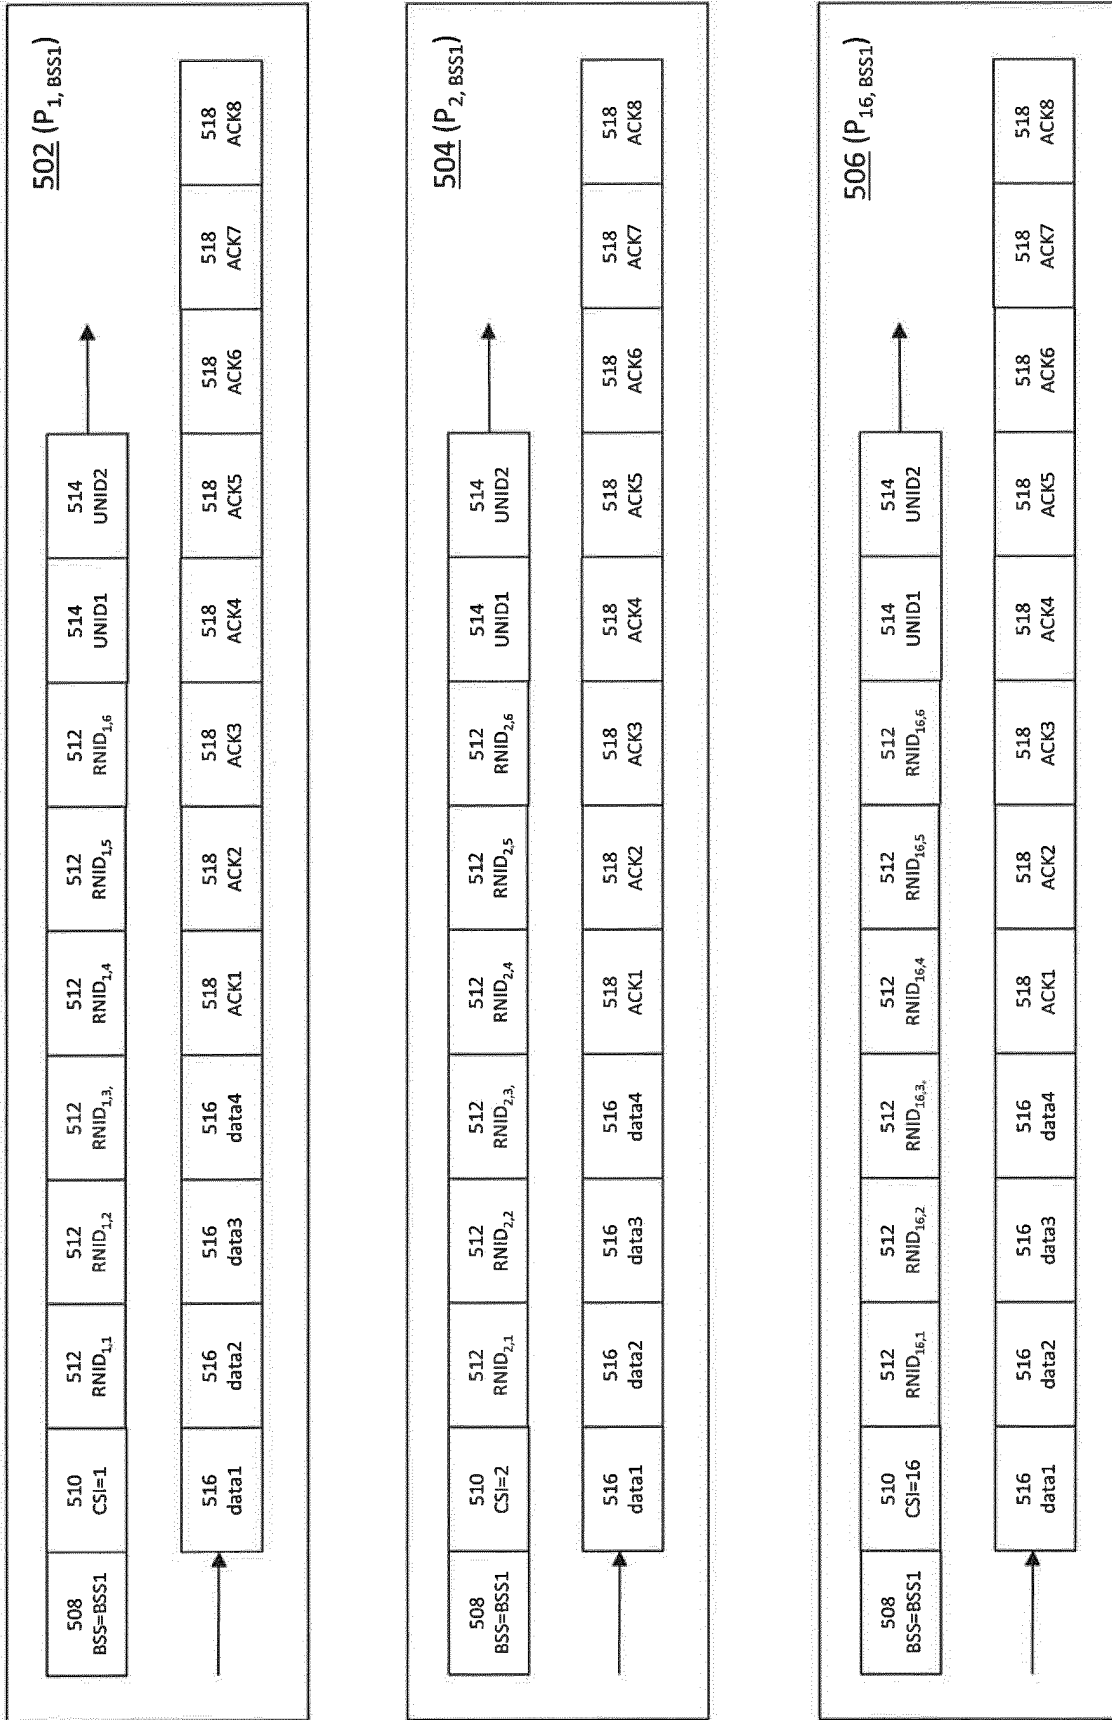 502 (P1, BSS1)
508
BSS=BSS1
510
CSI=1
512
RNID1,1
512
RNID1,2
512
RNID1,3,
512
RNID1,4
512
RNID1,5
512
RNID1,6
514
UNID1
514
UNID2
516
data1
516
data2
516
data3
516
data4
518
ACK1
518
ACK2
518
ACK3
518
ACK4
518
ACK5
518
ACK6
518
ACK7
518
ACK8
504 (P2, BSS1)
508
BSS=BSS1
510
CSI=2
512
RNID2,1
512
RNID2,2
512
RNID2,3,
512
RNID2,4
512
RNID2,5
512
RNID2,6
514
UNID1
514
UNID2
516
data1
516
data2
516
data3
516
data4
518
ACK1
518
ACK2
518
ACK3
518
ACK4
518
ACK5
518
ACK6
518
ACK7
518
ACK8
506 (P16, BSS1)
508
BSS=BSS1
510
CSI=16
512
RNID16,1
512
RNID16,2
512
RNID16,3,
512
RNID16,4
512
RNID16,5
512
RNID16,6
514
UNID1
514
UNID2
516
data1
516
data2
516
data3
516
data4
518
ACK1
518
ACK2
518
ACK3
518
ACK4
518
ACK5
518
ACK6
518
ACK7
518
ACK8